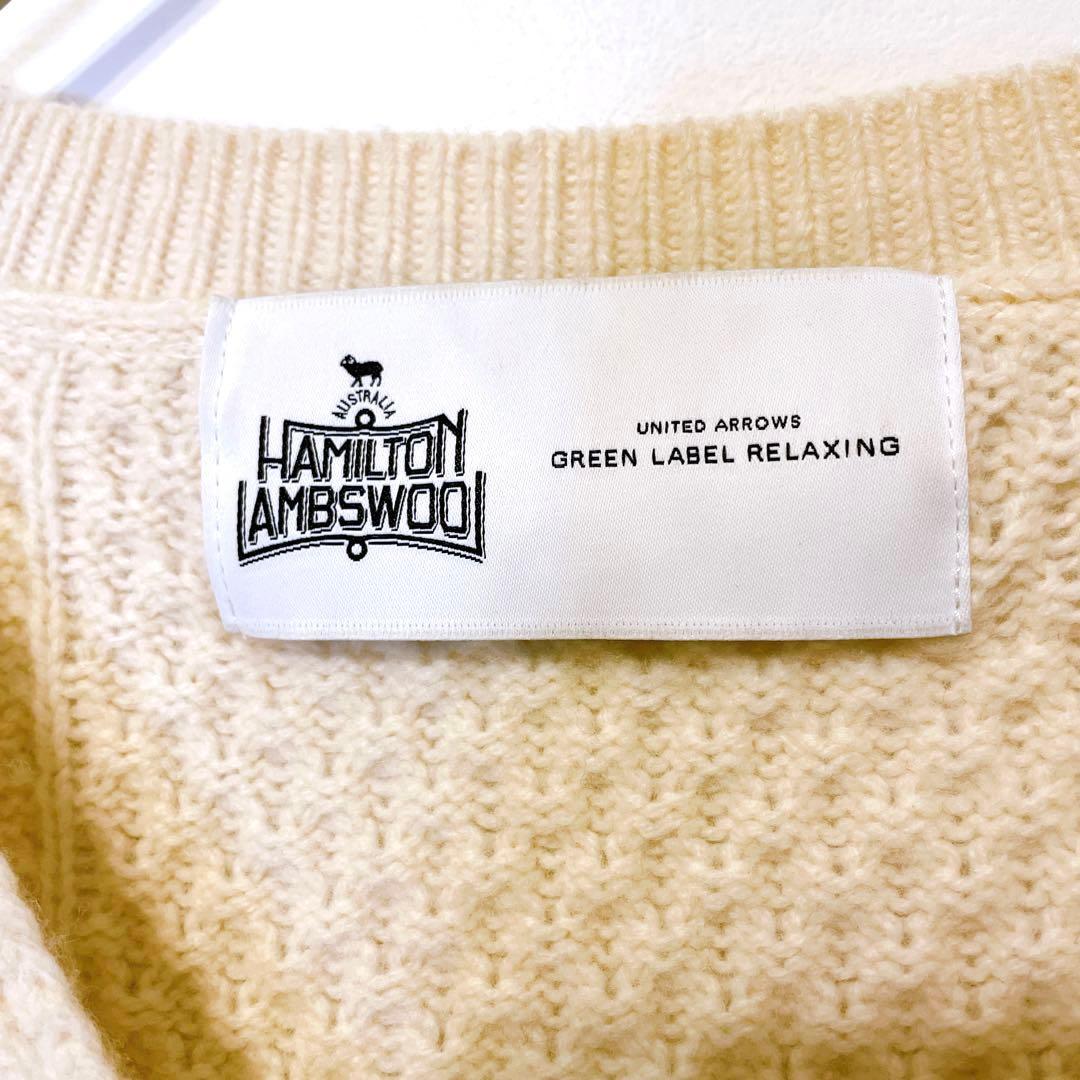 AUSTRALIA
HAMILTON
LAMBSWOOL
UNITED ARROWS
GREEN LABEL RELAXING